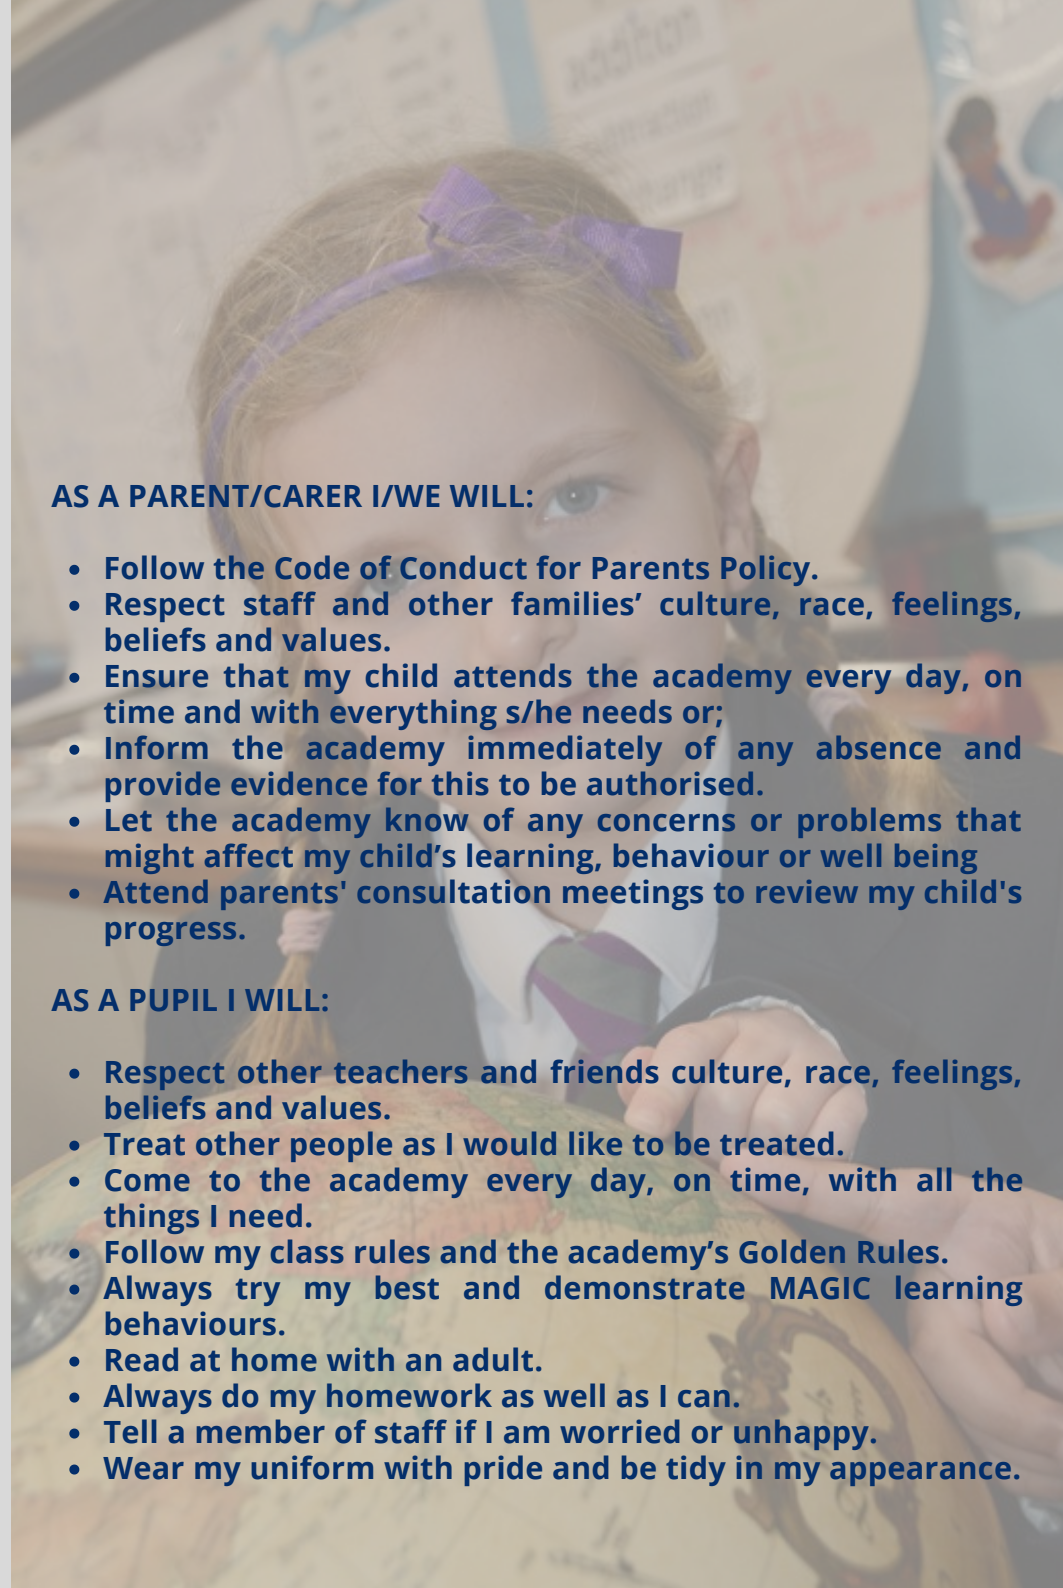 AS A PARENT/CARER I/WE WILL:
• Follow the Code of Conduct for Parents Policy.
• Respect staff and other families’ culture, race, feelings,
beliefs and values.
• Ensure that my child attends the academy every day, on
time and with everything s/he needs or;
• Inform the academy immediately of any absence and
provide evidence for this to be authorised.
• Let the academy know of any concerns or problems that
might affect my child’s learning, behaviour or well being
• Attend parents' consultation meetings to review my child's
progress.
AS A PUPIL I WILL:
• Respect other teachers and friends culture, race, feelings,
beliefs and values.
• Treat other people as I would like to be treated.
• Come to the academy every day, on time, with all the
things I need.
• Follow my class rules and the academy’s Golden Rules.
• Always try my best and demonstrate MAGIC learning
behaviours.
• Read at home with an adult.
• Always do my homework as well as I can.
• Tell a member of staff if I am worried or unhappy.
• Wear my uniform with pride and be tidy in my appearance.